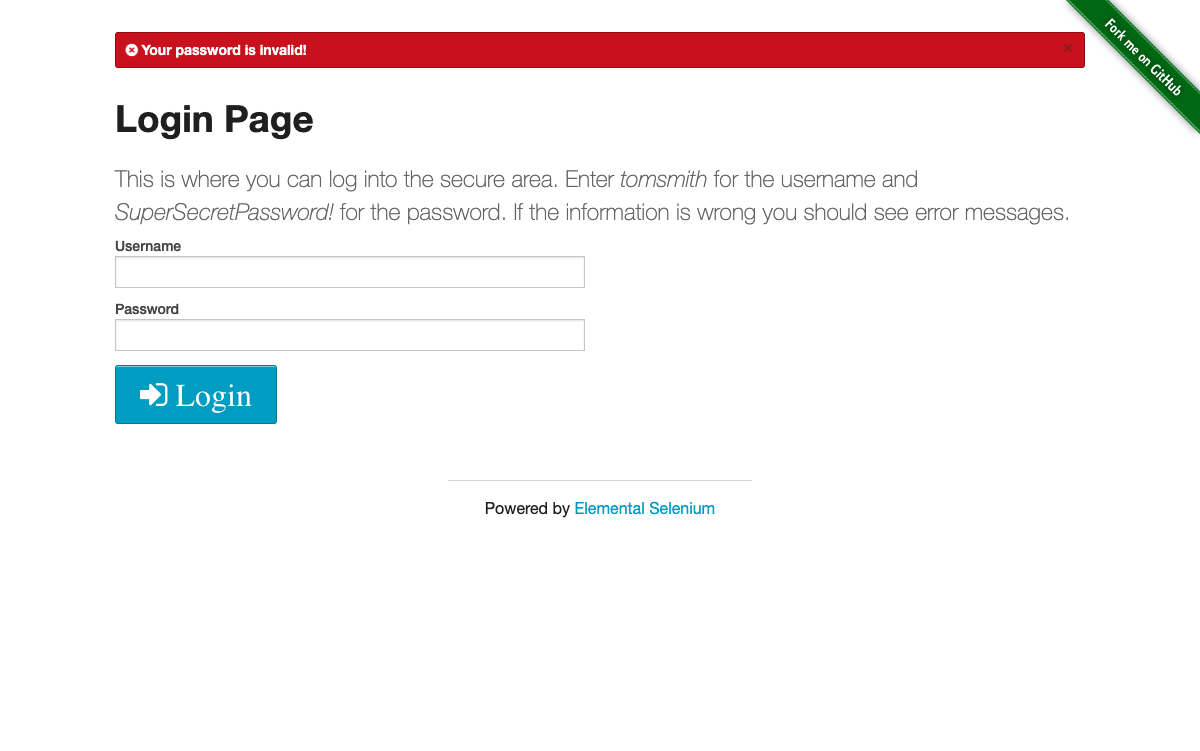 Your password is invalid!
×
Fork me on GitHub
Login Page
This is where you can log into the secure area. Enter tomsmith for the username and
SuperSecretPassword! for the password. If the information is wrong you should see error messages.
Username
Password
Login
Powered by Elemental Selenium